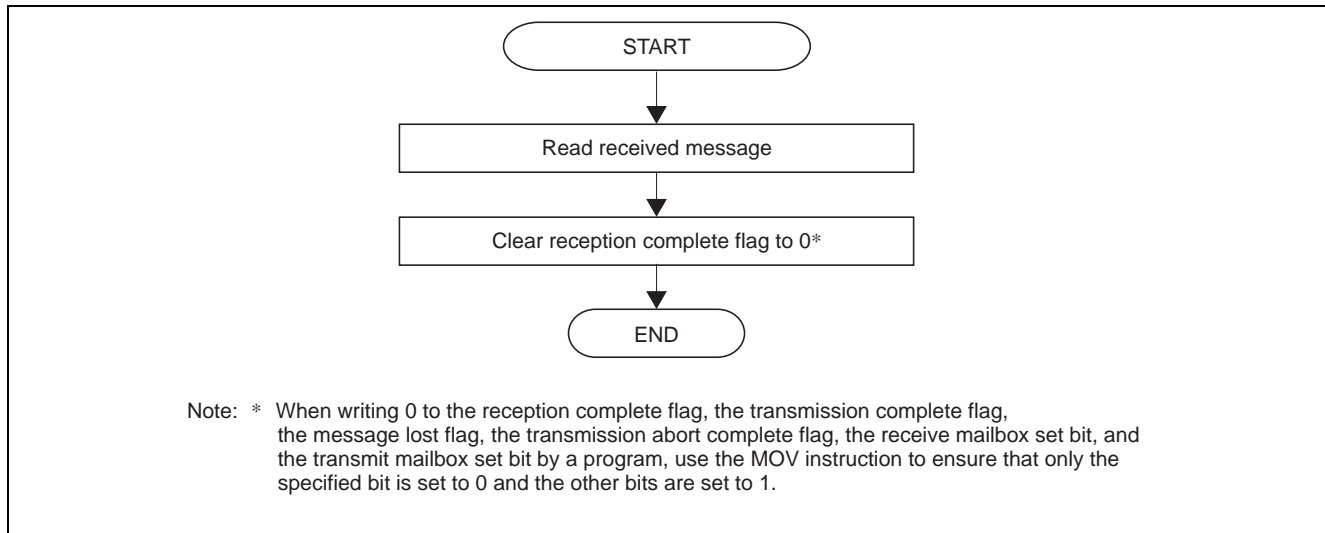 START
Read received message
Clear reception complete flag to 0*
END
Note: * When writing 0 to the reception complete flag, the transmission complete flag,
the message lost flag, the transmission abort complete flag, the receive mailbox set bit, and
the transmit mailbox set bit by a program, use the MOV instruction to ensure that only the
specified bit is set to 0 and the other bits are set to 1.